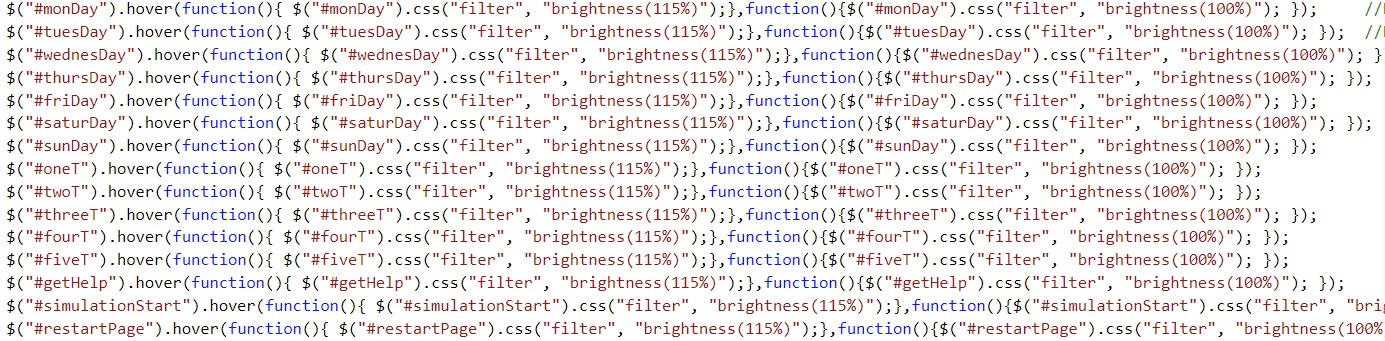 $("#monDay").hover(function(){ $("#monDay").css("filter", "brightness(115%)");},function(){$("#monDay").css("filter", "brightness(100%)"); }); //
$("#tuesDay").hover(function(){ $("#tuesDay").css("filter", "brightness(115%)");},function(){$("#tuesDay").css("filter", "brightness(100%)"); }); //
$("#wednesDay").hover(function(){ $("#wednesDay").css("filter", "brightness(115%)");},function(){$("#wednesDay").css("filter", "brightness(100%)"); }
$("#thursDay").hover(function(){ $("#thursDay").css("filter", "brightness(115%)");},function(){$("#thursDay").css("filter", "brightness(100%)"); });
$("#friDay").hover(function(){ $("#friDay").css("filter", "brightness(115%)");},function(){$("#friDay").css("filter", "brightness(100%)"); });
$("#saturDay").hover(function(){ $("#saturDay").css("filter", "brightness(115%)");},function(){$("#saturDay").css("filter", "brightness(100%)"); });
$("#sunDay").hover(function(){ $("#sunDay").css("filter", "brightness(115%)");},function(){$("#sunDay").css("filter", "brightness(100%)"); });
$("#oneT").hover(function(){ $("#oneT").css("filter", "brightness(115%)");},function(){$("#oneT").css("filter", "brightness(100%)"); });
$("#twoT").hover(function(){ $("#twoT").css("filter", "brightness(115%)");},function(){$("#twoT").css("filter", "brightness(100%)"); });
$("#threeT").hover(function(){ $("#threeT").css("filter", "brightness(115%)");},function(){$("#threeT").css("filter", "brightness(100%)"); });
$("#fourT").hover(function(){ $("#fourT").css("filter", "brightness(115%)");},function(){$("#fourT").css("filter", "brightness(100%)"); });
$("#fiveT").hover(function(){ $("#fiveT").css("filter", "brightness(115%)");},function(){$("#fiveT").css("filter", "brightness(100%)"); });
$("#getHelp").hover(function(){ $("#getHelp").css("filter", "brightness(115%)");},function(){$("#getHelp").css("filter", "brightness(100%)"); });
$("#simulationStart").hover(function(){ $("#simulationStart").css("filter", "brightness(115%)");},function(){$("#simulationStart").css("filter", "brig
$("#restartPage").hover(function(){ $("#restartPage").css("filter", "brightness(115%)");},function(){$("#restartPage").css("filter", "brightness(100%